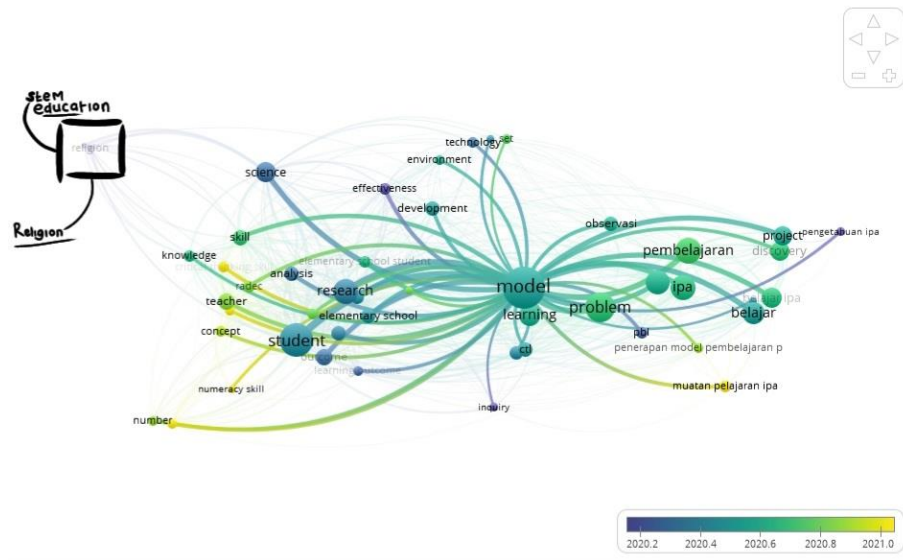 stem
education
religion
Religion
technology
set
environment
science
effectiveness
development
observasi
project
pengetahuan ipa
skill
pembelajaran
discovery
knowledge
elementary school student
analysis
radec
research
model
ipa
belajar ipa
teacher
elementary school
learning
problem
belajar
concept
student
pbl
outcome
ctl
penerapan model pembelajaran p
learning outcome
numeracy skill
muatan pelajaran ipa
number
inquiry
2020.2 2020.4 2020.6 2020.8 2021.0